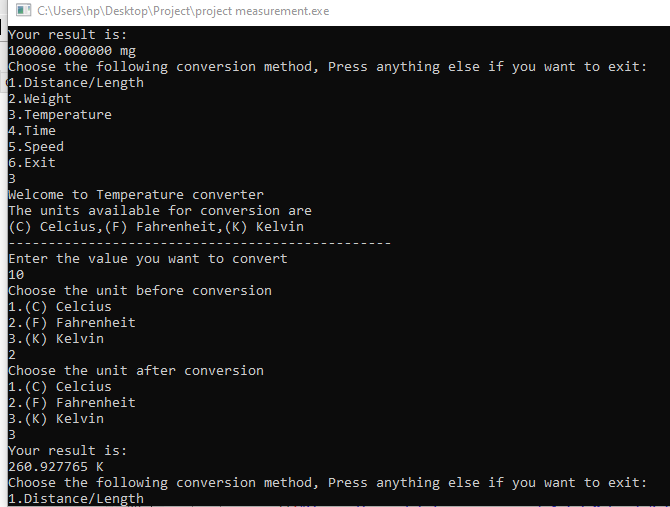 C:\Users\hp\Desktop\Project\project measurement.exe
Your result is:
100000.000000 mg
Choose the following conversion method, Press anything else if you want to exit:
1.Distance/Length
2.Weight
3.Temperature
4.Time
5.Speed
6.Exit
3
Welcome to Temperature converter
The units available for conversion are
(C) Celcius,(F) Fahrenheit,(K) Kelvin
------------------------------------------------
Enter the value you want to convert
10
Choose the unit before conversion
1.(C) Celcius
2.(F) Fahrenheit
3.(K) Kelvin
2
Choose the unit after conversion
1.(C) Celcius
2.(F) Fahrenheit
3.(K) Kelvin
3
Your result is:
260.927765 K
Choose the following conversion method, Press anything else if you want to exit:
1.Distance/Length